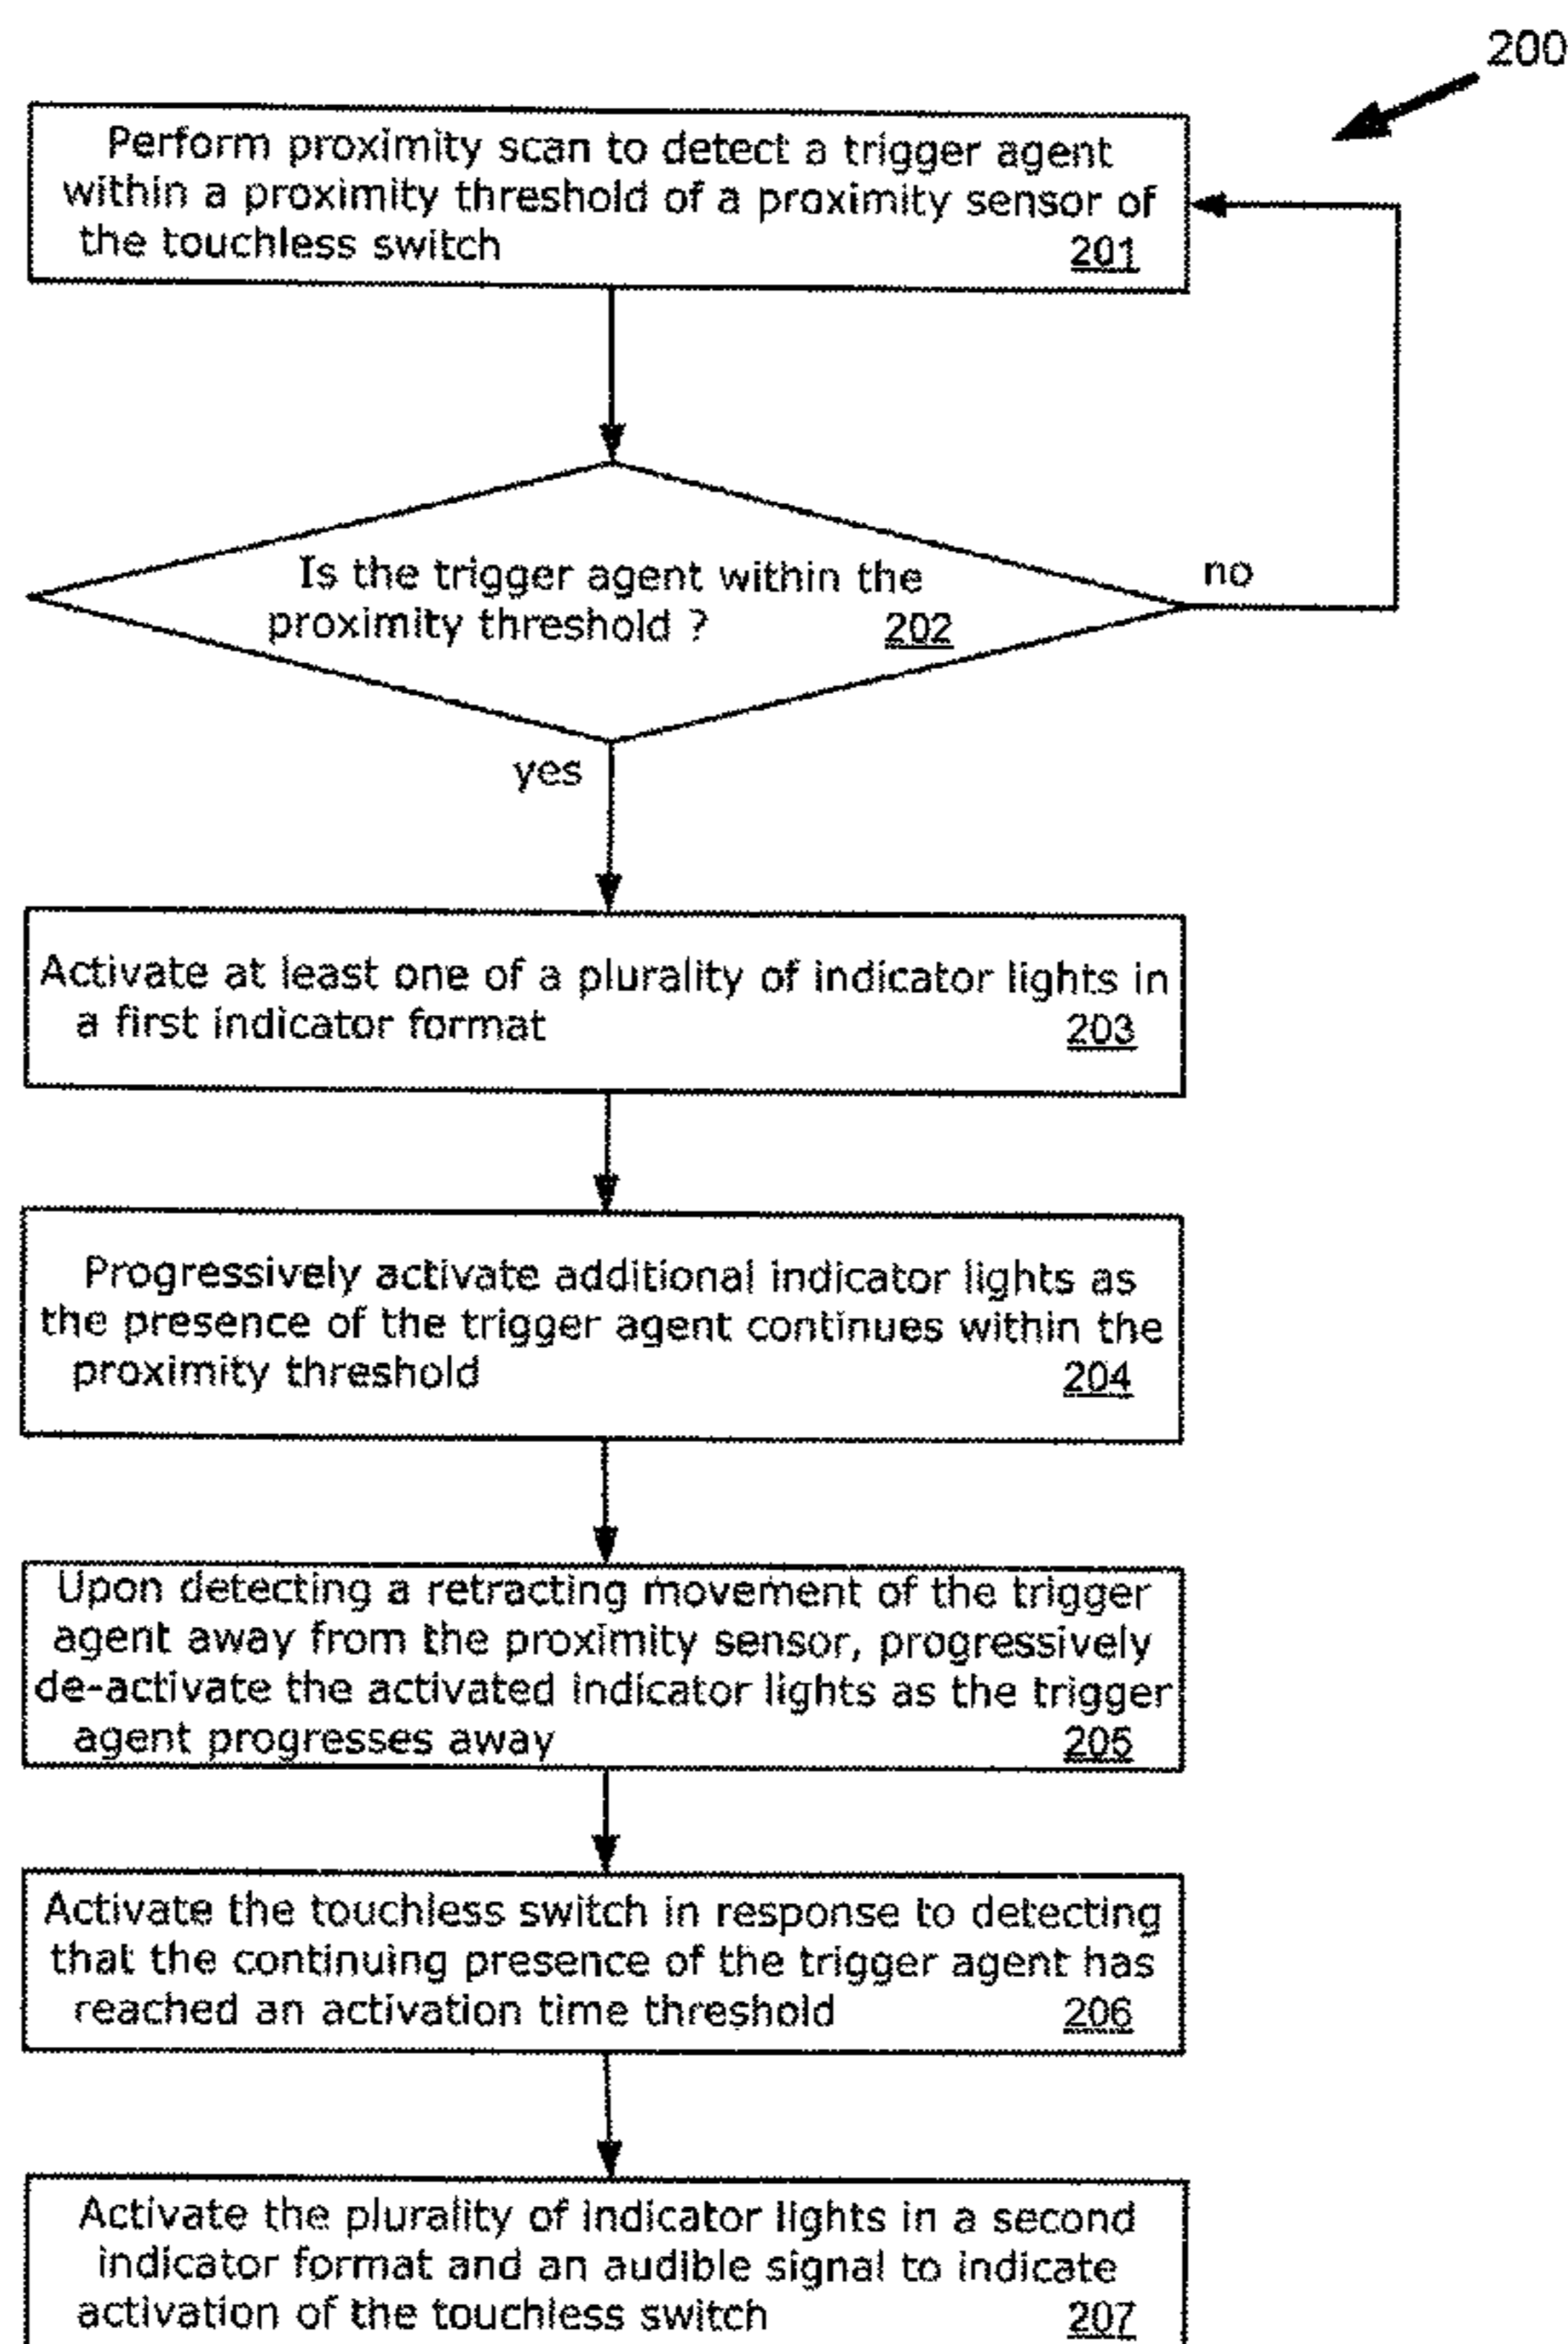 200
Perform proximity scan to detect a trigger agent
within a proximity threshold of a proximity sensor of
the touchless switch 201
Is the trigger agent within the
proximity threshold ? 202
no
yes
Activate at least one of a plurality of indicator lights in
a first indicator format 203
Progressively activate additional indicator lights as
the presence of the trigger agent continues within the
proximity threshold 204
Upon detecting a retracting movement of the trigger
agent away from the proximity sensor, progressively
de-activate the activated indicator lights as the trigger
agent progresses away 205
Activate the touchless switch in response to detecting
that the continuing presence of the trigger agent has
reached an activation time threshold 206
Activate the plurality of indicator lights in a second
indicator format and an audible signal to indicate
activation of the touchless switch 207